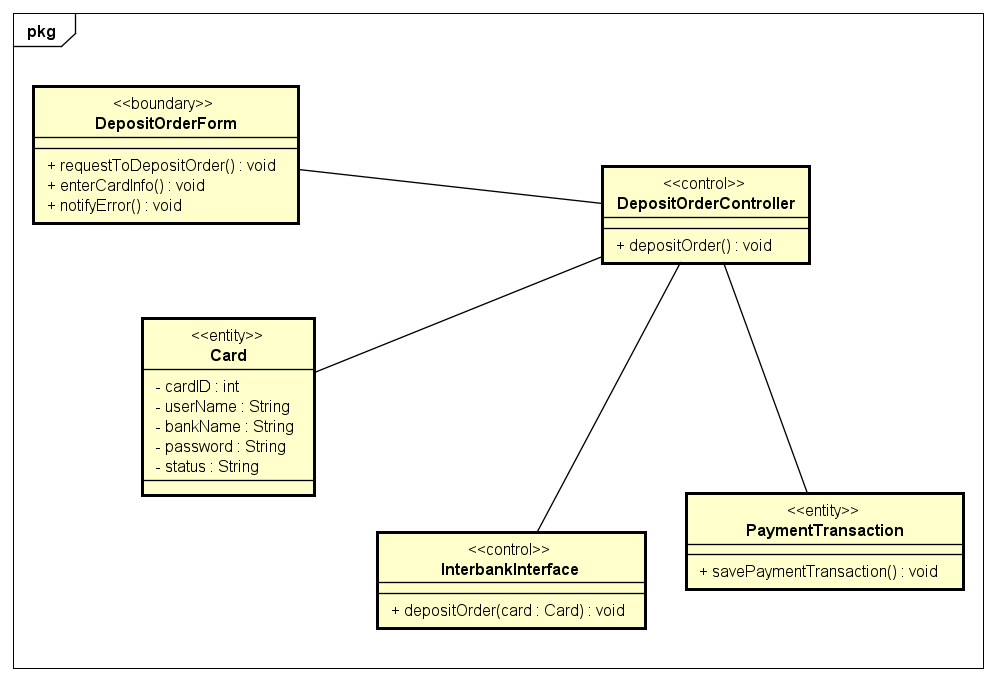 pkg
<<boundary>>
DepositOrderForm
+ requestToDepositOrder() : void
+ enterCardInfo() : void
+ notifyError() : void
<<control>>
DepositOrderController
+ depositOrder() : void
<<entity>>
Card
- cardID : int
- userName : String
- bankName : String
- password : String
- status : String
<<control>>
InterbankInterface
+ depositOrder(card : Card) : void
<<entity>>
PaymentTransaction
+ savePaymentTransaction() : void